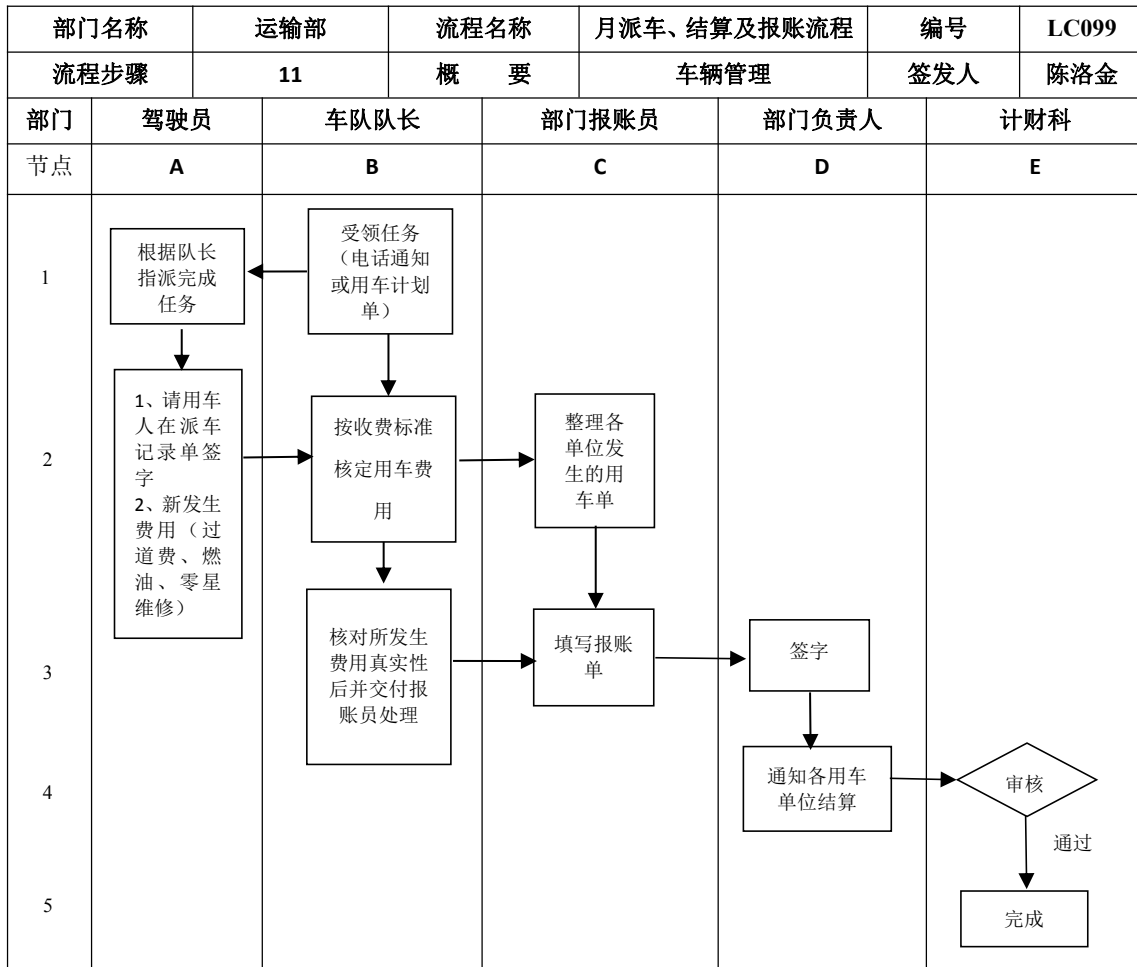 部门名称 运输部 流程名称 月派车、结算及报账流程 编号 LC099
流程步骤 11 概 要 车辆管理 签发人 陈洛金
部门 驾驶员 车队队长 部门报账员 部门负责人 计财科
节点 A B C D E
1
根据队长
指派完成
任务
受领任务
（电话通知
或用车计划
单）
2
1、请用车
人在派车
记录单签
字
2、新发生
费用（过
道费、燃
油、零星
维修）
按收费标准
核定用车费
用
整理各
单位发
生的用
车单
3
核对所发生
费用真实性
后并交付报
账员处理
填写报账
单
签字
4
通知各用车
单位结算
审核
通过
5
完成